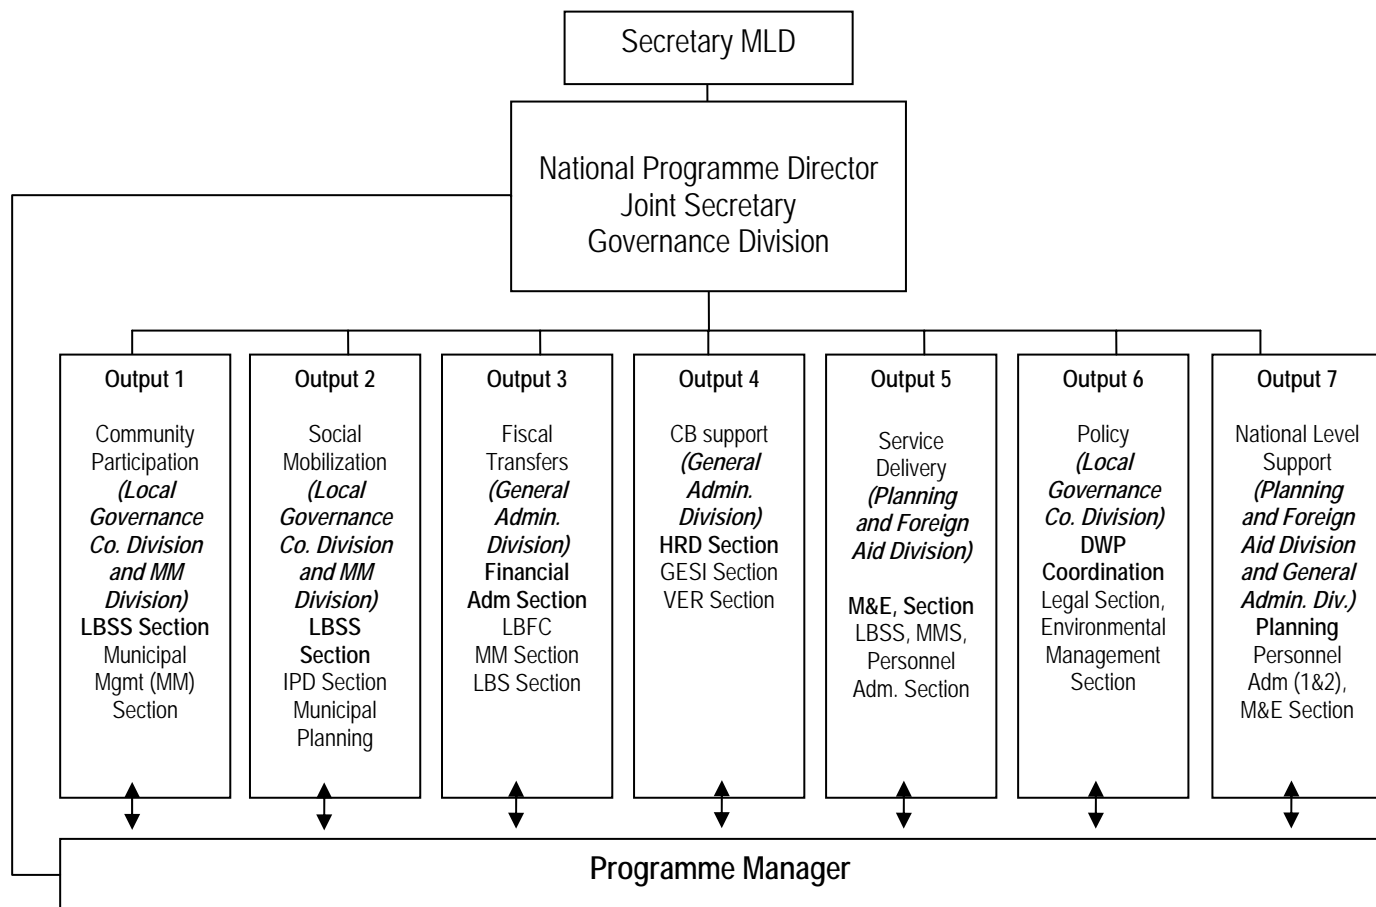 Secretary MLD
National Programme Director
Joint Secretary
Governance Division
Output 1
Community
Participation
(Local
Governance
Co. Division
and MM
Division)
LBSS Section
Municipal
Mgmt (MM)
Section
Output 2
Social
Mobilization
(Local
Governance
Co. Division
and MM
Division)
LBSS
Section
IPD Section
Municipal
Planning
Output 3
Fiscal
Transfers
(General
Admin.
Division)
Financial
Adm Section
LBFC
MM Section
LBS Section
Output 4
CB support
(General
Admin.
Division)
HRD Section
GESI Section
VER Section
Output 5
Service
Delivery
(Planning
and Foreign
Aid Division)
M&E, Section
LBSS, MMS,
Personnel
Adm. Section
Output 6
Policy
(Local
Governance
Co. Division)
DWP
Coordination
Legal Section,
Environmental
Management
Section
Output 7
National Level
Support
(Planning
and Foreign
Aid Division
and General
Admin. Div.)
Planning
Personnel
Adm (1&2),
M&E Section
Programme Manager